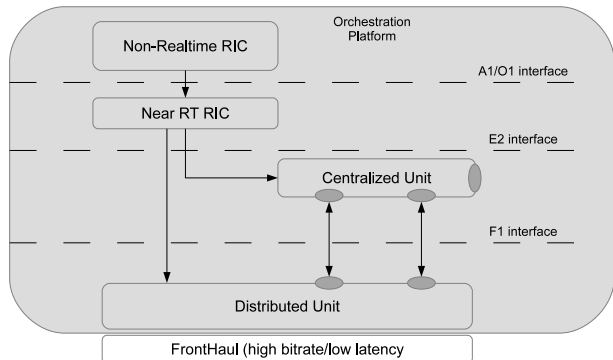 Orchestration
Platform
Non-Realtime RIC
A1/O1 interface
Near RT RIC
E2 interface
Centralized Unit
F1 interface
Distributed Unit
FrontHaul (high bitrate/low latency